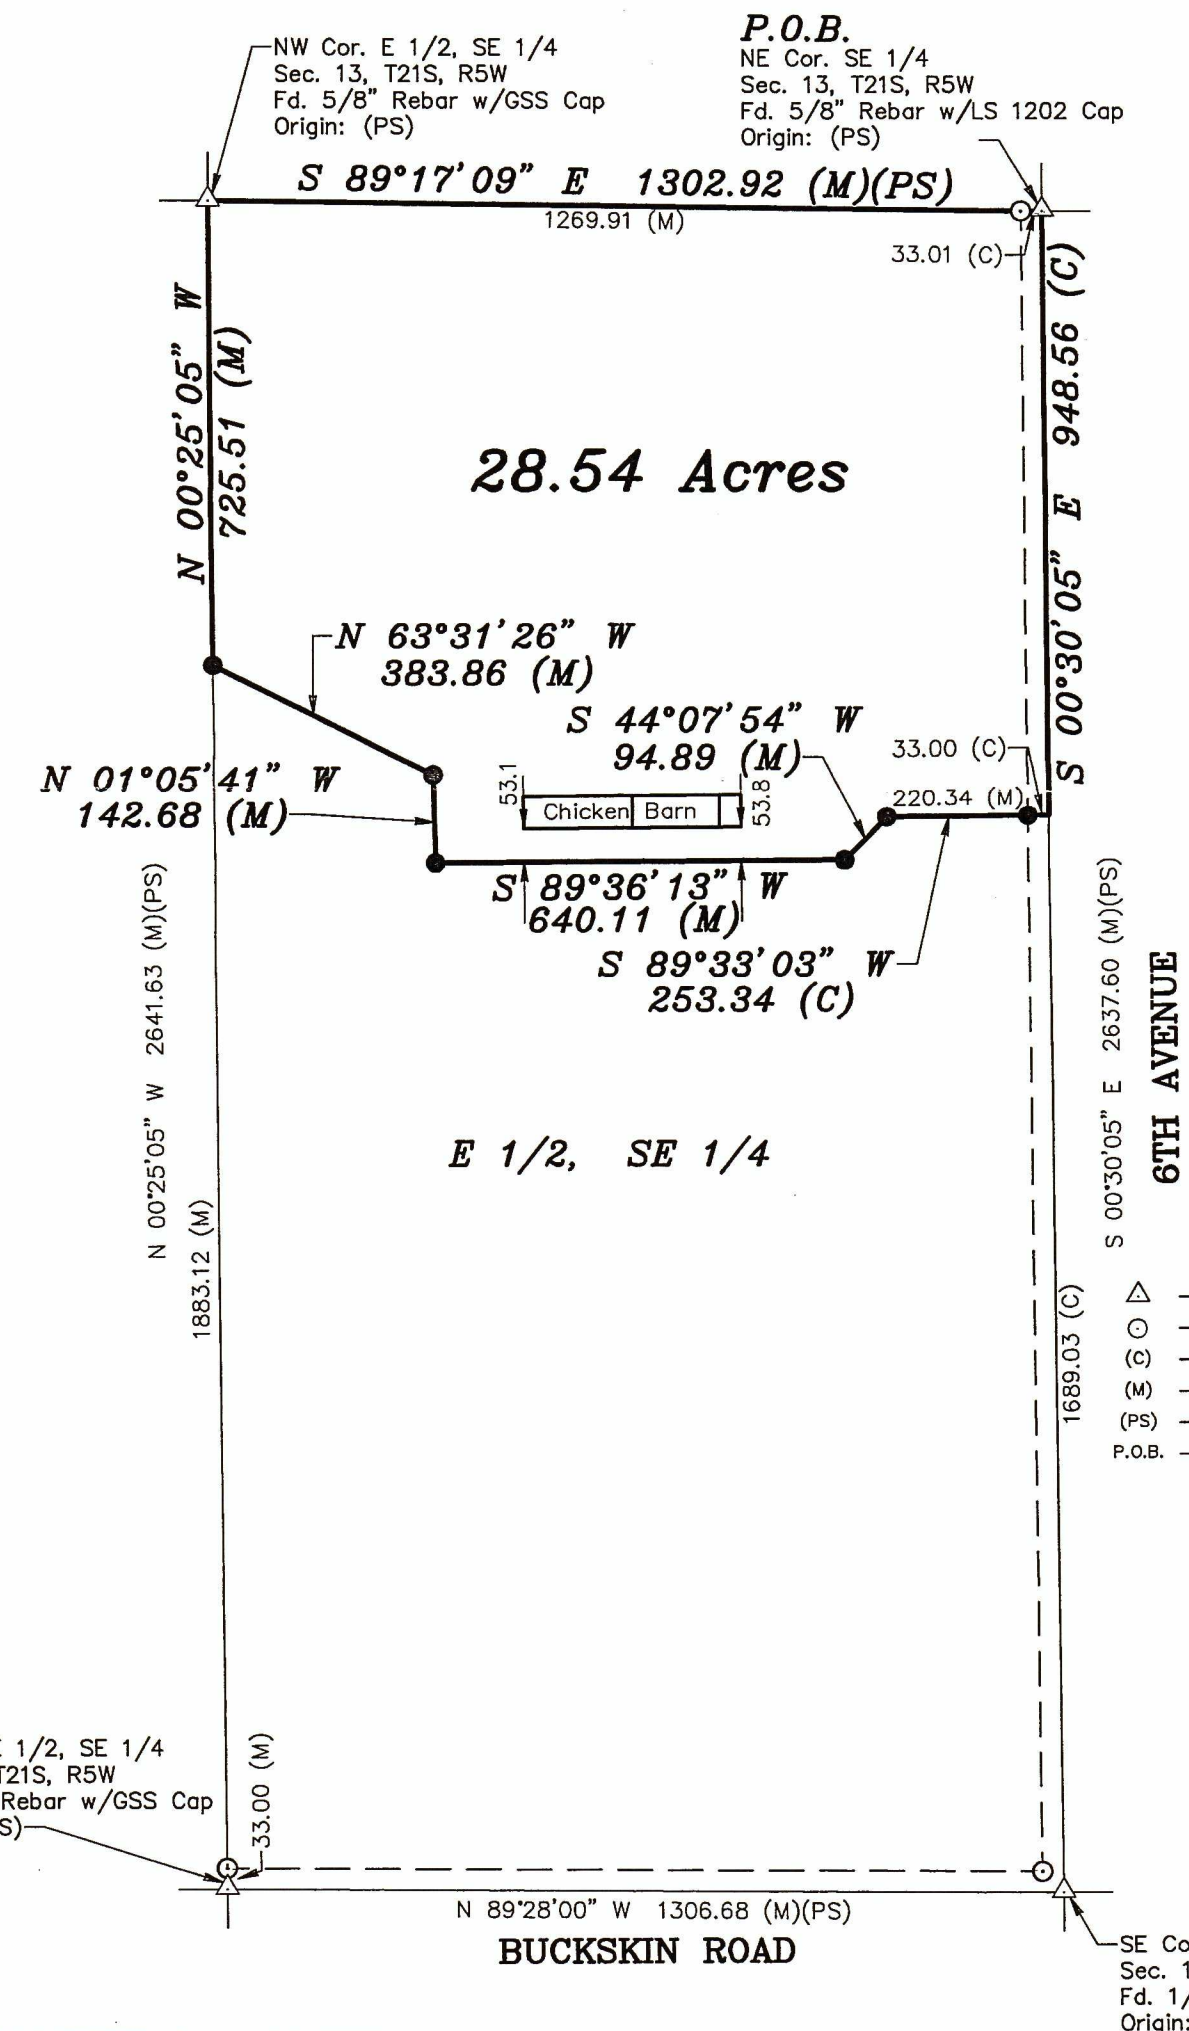 NW Cor. E 1/2, SE 1/4
Sec. 13, T21S, R5W
Fd. 5/8" Rebar w/GSS Cap
Origin: (PS)
P.O.B.
NE Cor. SE 1/4
Sec. 13, T21S, R5W
Fd. 5/8" Rebar w/LS 1202 Cap
Origin: (PS)
S 89°17'09" E 1302.92 (M)(PS)
1269.91 (M)
33.01 (C)
N 00°25'05" W
725.51 (M)
S 00°30'05" E 948.56 (C)
28.54 Acres
N 63°31'26" W
383.86 (M)
S 44°07'54" W
94.89 (M)
33.00 (C)
N 01°05'41" W
142.68 (M)
53.1
Chicken Barn
53.8
220.34 (M)
S 89°36'13" W
640.11 (M)
S 89°33'03" W
253.34 (C)
N 00°25'05" W 2641.63 (M)(PS)
S 00°30'05" E 2637.60 (M)(PS)
6TH AVENUE
E 1/2, SE 1/4
1883.12 (M)
1689.03 (C)
(C)
(M)
(PS)
P.O.B.
1/2, SE 1/4
T21S, R5W
Rebar w/GSS Cap
S)
33.00 (M)
N 89°28'00" W 1306.68 (M)(PS)
BUCKSKIN ROAD
SE Co
Sec. 1
Fd. 1/
Origin: